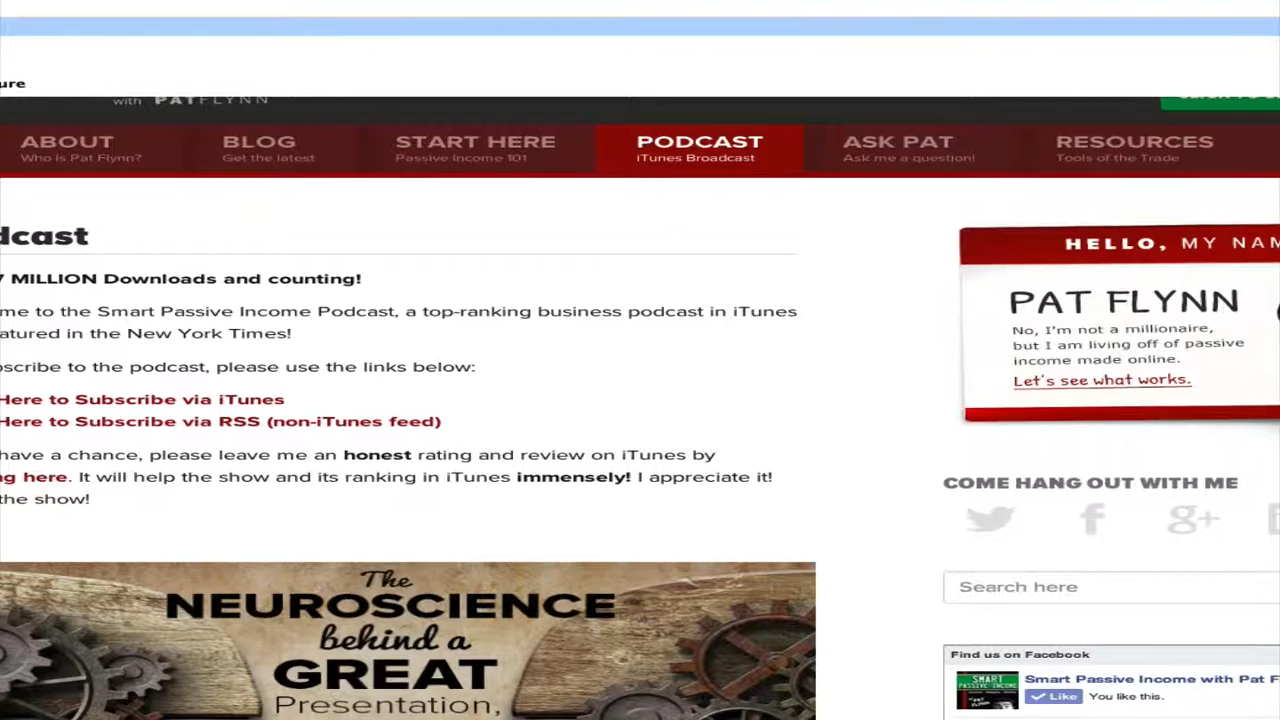 ure
with PATFLYNN
ABOUT
Who Is Pat Flynn?
BLOG
Get the latest
START HERE
Passive Income 101
PODCAST
iTunes Broadcast
ASK PAT
Ask me a question!
RESOURCES
Tools of the Trade
dcast
7 MILLION Downloads and counting!
me to the Smart Passive Income Podcast, a top-ranking business podcast in iTunes
atured in the New York Times!
scribe to the podcast, please use the links below:
Here to Subscribe via iTunes
Here to Subscribe via RSS (non-iTunes feed)
have a chance, please leave me an honest rating and review on iTunes by
ng here. It will help the show and its ranking in iTunes immensely! I appreciate it!
the show!
The
NEUROSCIENCE
behind a
GREAT
Presentation,
HELLO, MY NAM
PAT FLYNN
No, I'm not a millionaire,
but I am living off of passive
income made online.
Let's see what works.
COME HANG OUT WITH ME
Search here
Find us on Facebook
SMART
PASSIVE INCOME
Smart Passive Income with Pat F
Like You like this.